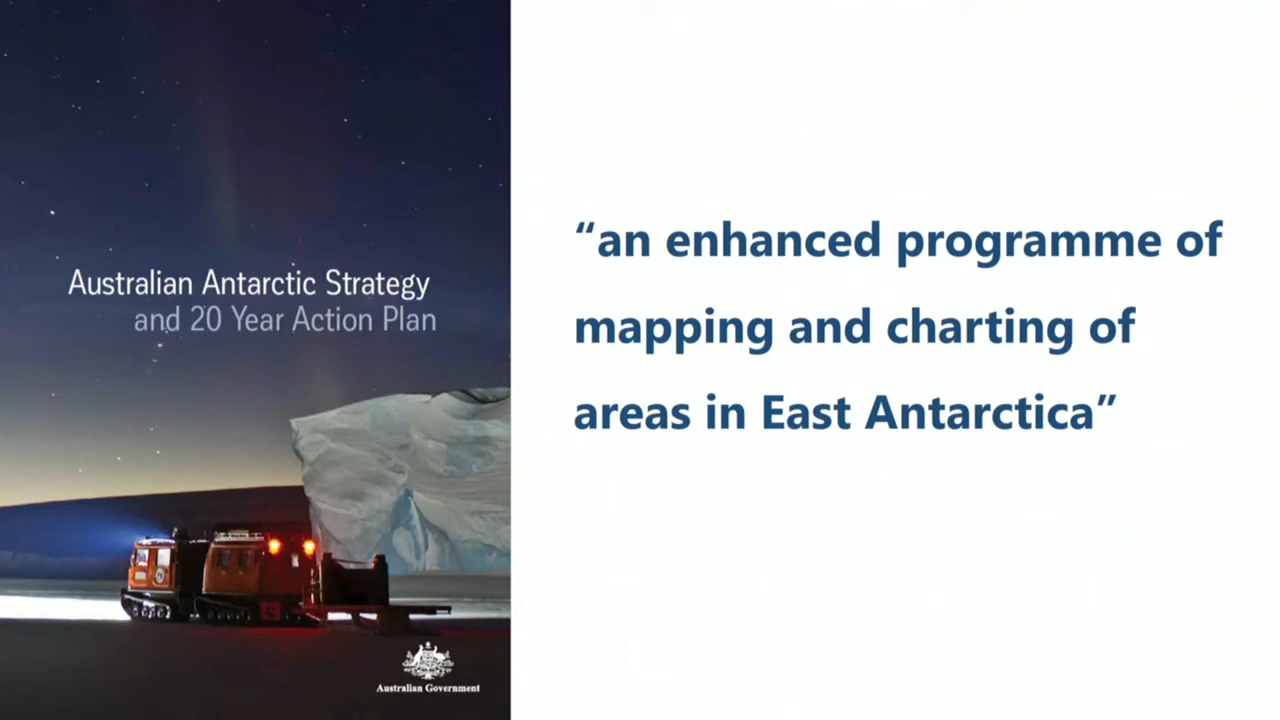 Australian Antarctic Strategy
and 20 Year Action Plan
Australian Government
“an enhanced programme of
mapping and charting of
areas in East Antarctica”